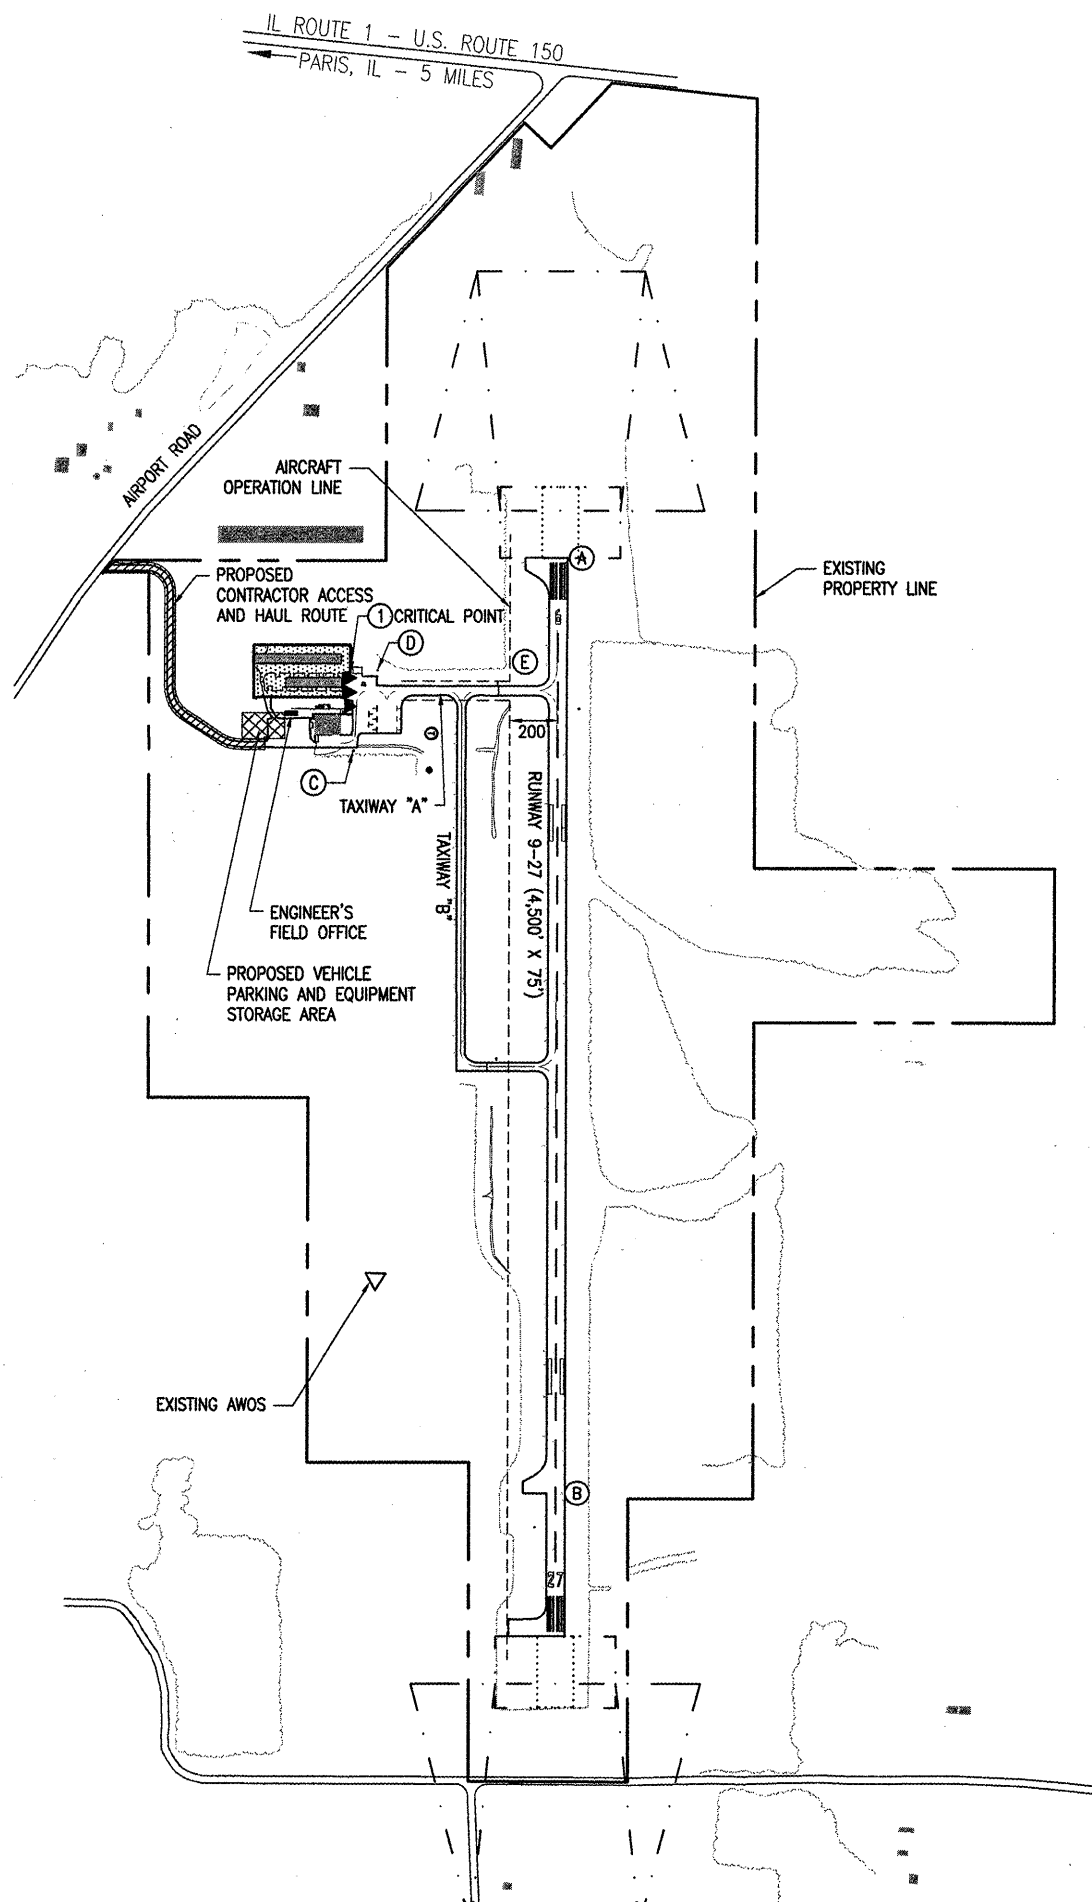 IL ROUTE 1 - U.S. ROUTE 150
PARIS, IL - 5 MILES
AIRPORT ROAD
AIRCRAFT
OPERATION LINE
A
PROPOSED
CONTRACTOR ACCESS
AND HAUL ROUTE
EXISTING
PROPERTY LINE
1 CRITICAL POINT
D
E
200
C
TAXIWAY "A"
TAXIWAY "B"
RUNWAY 9-27 (4,500' X 75')
ENGINEER'S
FIELD OFFICE
PROPOSED VEHICLE
PARKING AND EQUIPMENT
STORAGE AREA
EXISTING AWOS
B
27